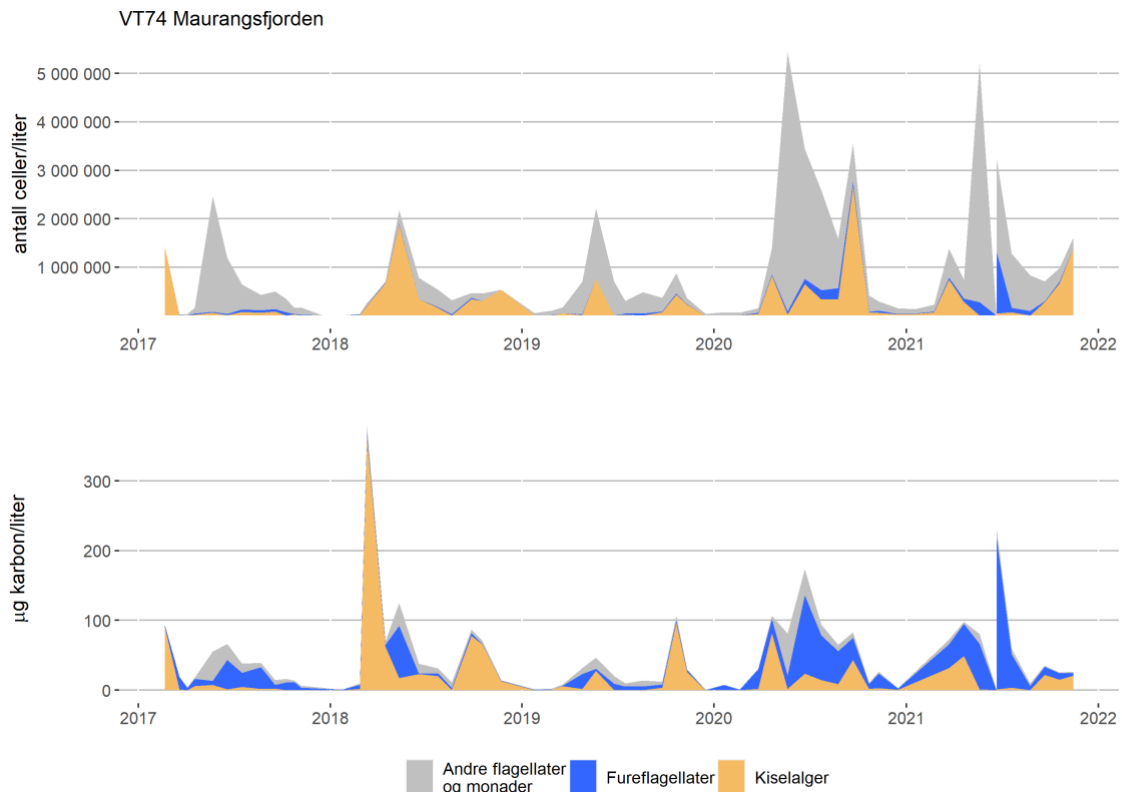 VT74 Maurangsfjorden
antall celler/liter
5 000 000
4 000 000
3 000 000
2 000 000
1 000 000
2017 2018 2019 2020 2021 2022
µg karbon/liter
300
200
100
0
2017 2018 2019 2020 2021 2022
Andre flagellater
og monader
Fureflagellater
Kiselalger